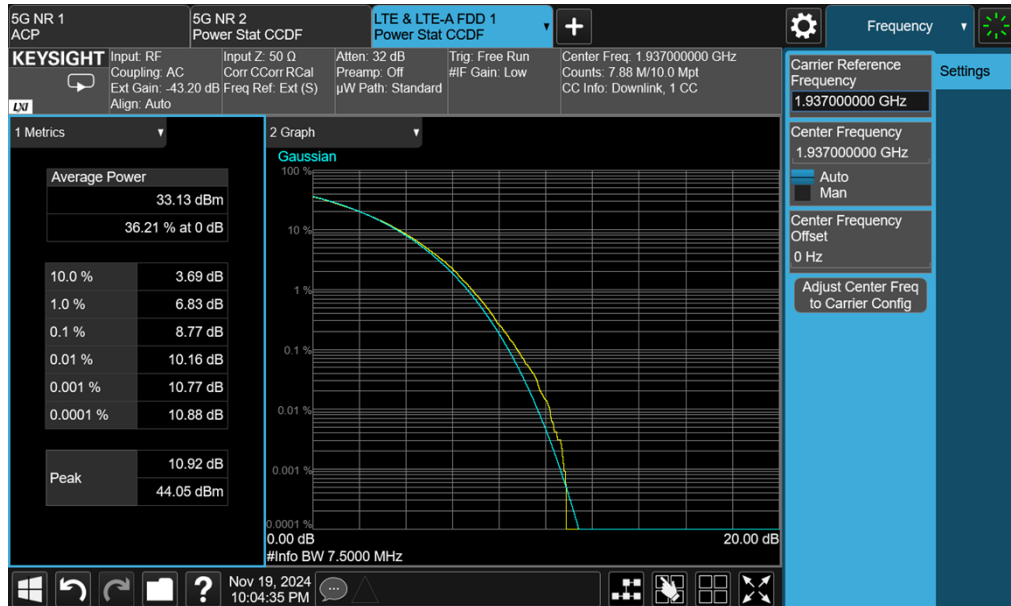 5G NR 1
ACP
5G NR 2
Power Stat CCDF
LTE & LTE-A FDD 1
Power Stat CCDF
Frequency
KEYSIGHT
LXI
Input: RF
Coupling: AC
Ext Gain: -43.20 dB
Align: Auto
Input Z: 50 Ω
Corr CCorr RCal
Freq Ref: Ext (S)
Atten: 32 dB
Preamp: Off
µW Path: Standard
Trig: Free Run
#IF Gain: Low
Center Freq: 1.937000000 GHz
Counts: 7.88 M/10.0 Mpt
CC Info: Downlink, 1 CC
Carrier Reference
Frequency
1.937000000 GHz
Settings
Center Frequency
1.937000000 GHz
Auto
Man
Center Frequency
Offset
0 Hz
Adjust Center Freq
to Carrier Config
1 Metrics
Average Power
33.13 dBm
36.21 % at 0 dB
10.0 % 3.69 dB
1.0 % 6.83 dB
0.1 % 8.77 dB
0.01 % 10.16 dB
0.001 % 10.77 dB
0.0001 % 10.88 dB
Peak
10.92 dB
44.05 dBm
2 Graph
Gaussian
100 %
10 %
1 %
0.1 %
0.01 %
0.001 %
0.0001 %
0.00 dB 20.00 dB
#Info BW 7.5000 MHz
?
Nov 19, 2024
10:04:35 PM